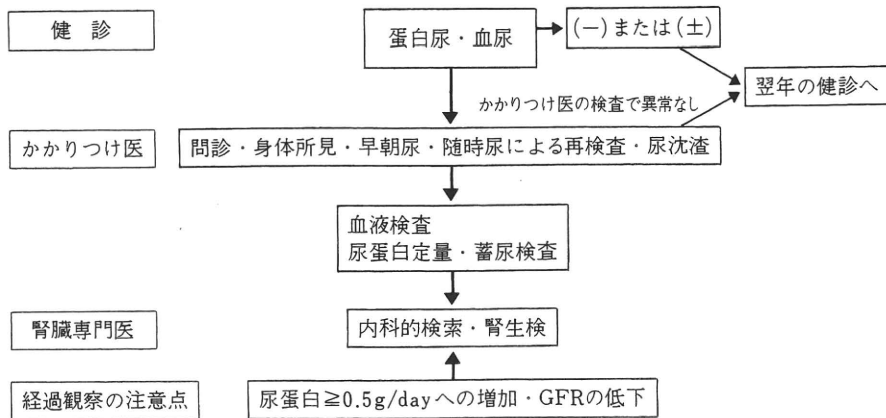 健 診
蛋白尿・血尿
(－)または(±)
翌年の健診へ
かかりつけ医の検査で異常なし
かかりつけ医
問診・身体所見・早朝尿・随時尿による再検査・尿沈渣
血液検査
尿蛋白定量・蓄尿検査
腎臓専門医
内科的検索・腎生検
経過観察の注意点
尿蛋白≧0.5g/dayへの増加・GFRの低下